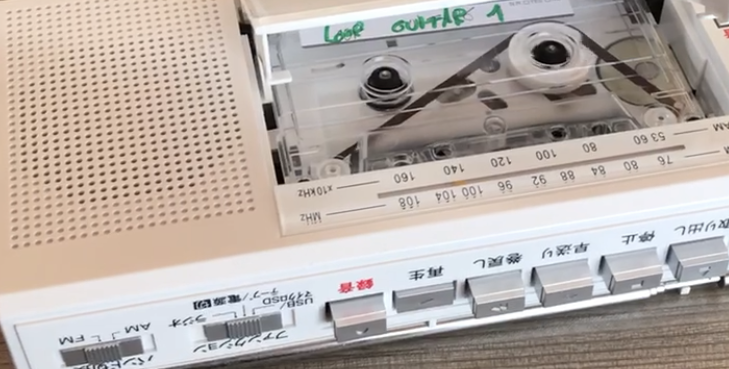 LOOP GUITAR 1
AM 53 60 80 100 120 140 160 x10kHz
76 80 84 88 92 96 100 104 108 MHz
取り出し 停止 早送り 巻戻し 再生 録音
ファンクション
USB/
マイクロSD
テープ/電源切
ラジオ
AM FM